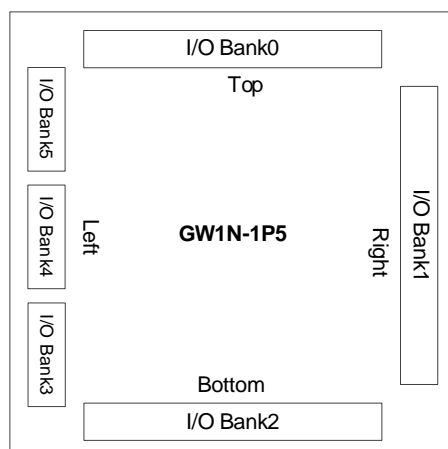 I/O Bank0
Top
I/O Bank5
I/O Bank4
Left
GW1N-1P5
Right
I/O Bank1
I/O Bank3
Bottom
I/O Bank2